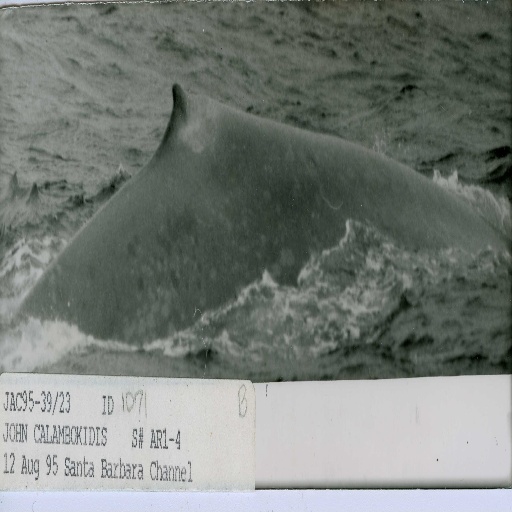 JAC95-39/23 ID 1071 B
JOHN CALAMBOKIDIS S# AR1-4
12 Aug 95 Santa Barbara Channel